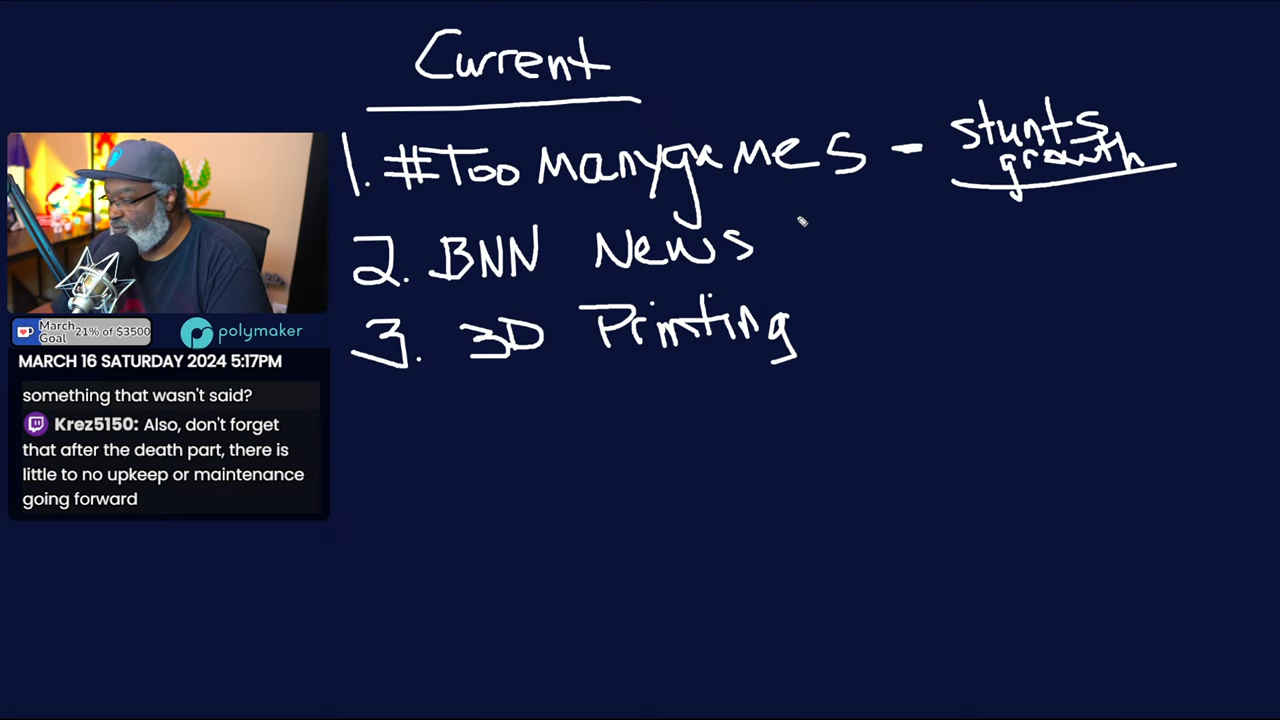 Current
1. #Too Manygames - stunts
growth
2. BNN News
3. 3D Printing
March
Goal
21% of $3500
polymaker
MARCH 16 SATURDAY 2024 5:17PM
something that wasn't said?
Krez5150: Also, don't forget
that after the death part, there is
little to no upkeep or maintenance
going forward